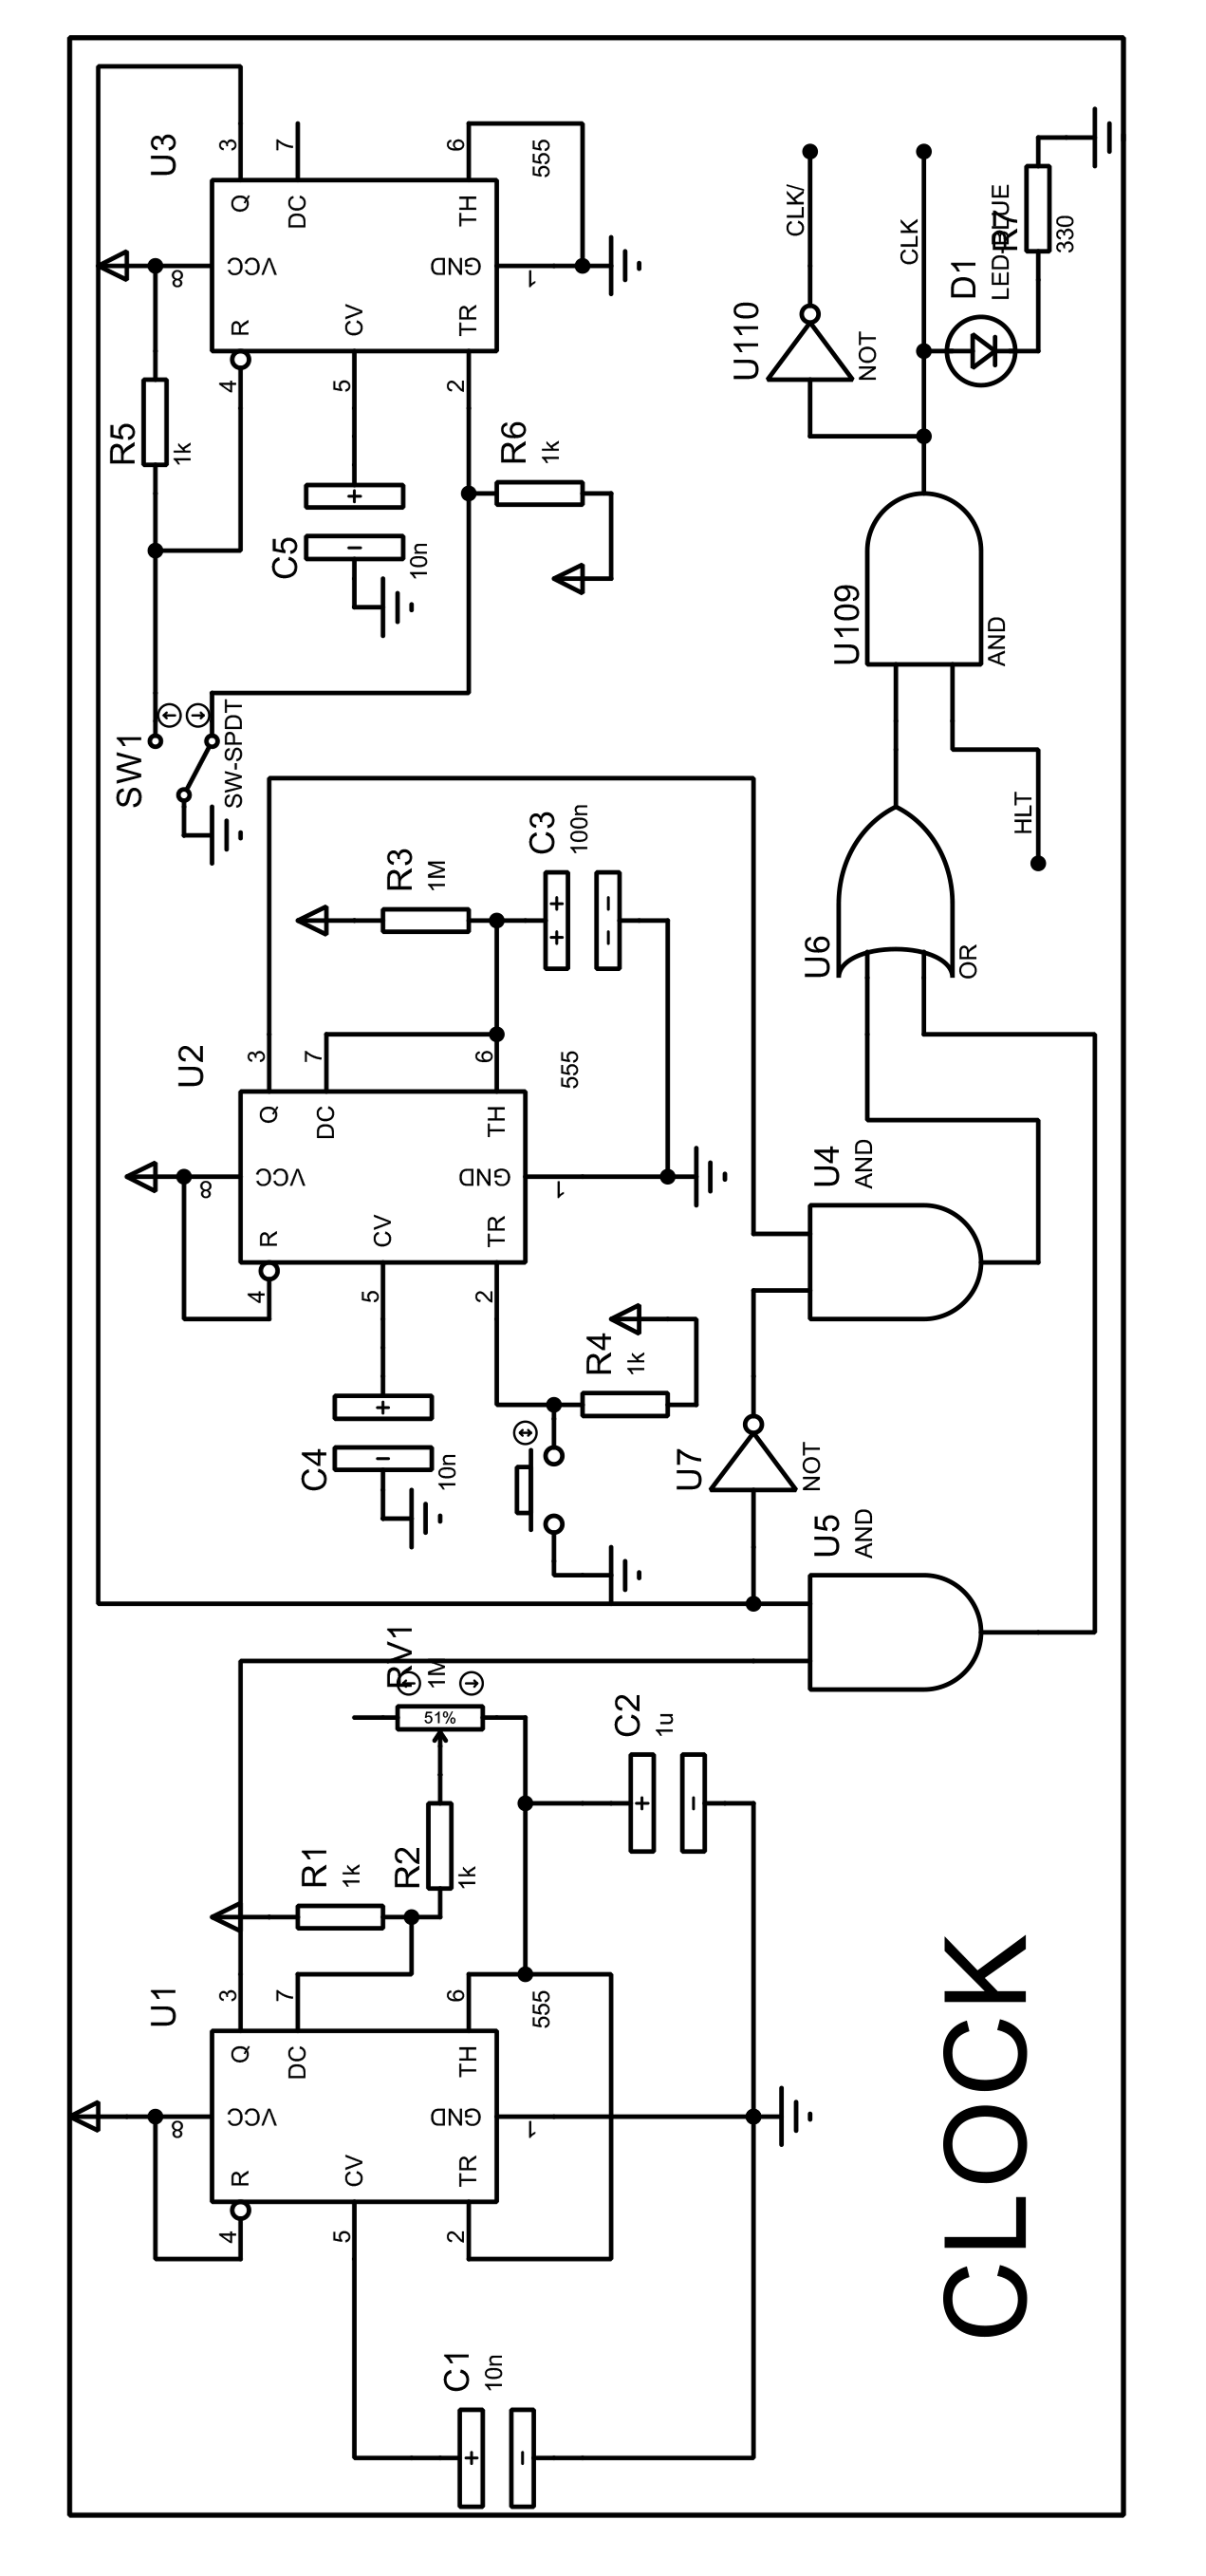 U1
555
Q
3
DC
7
TH
6
VCC
8
GND
1
R
4
CV
5
TR
2
C1
10n
R1
1k
R2
1k
RV1
1M
51%
C2
1u
U2
555
Q
3
DC
7
TH
6
VCC
8
GND
1
R
4
CV
5
TR
2
C4
10n
R4
1k
R3
1M
C3
100n
U3
555
Q
3
DC
7
TH
6
VCC
8
GND
1
R
4
CV
5
TR
2
R5
1k
C5
10n
R6
1k
SW1
SW-SPDT
U5
AND
U7
NOT
U4
AND
U6
OR
HLT
U109
AND
U110
NOT
CLK/
CLK
D1
LED-BLUE
R7
330
CLOCK